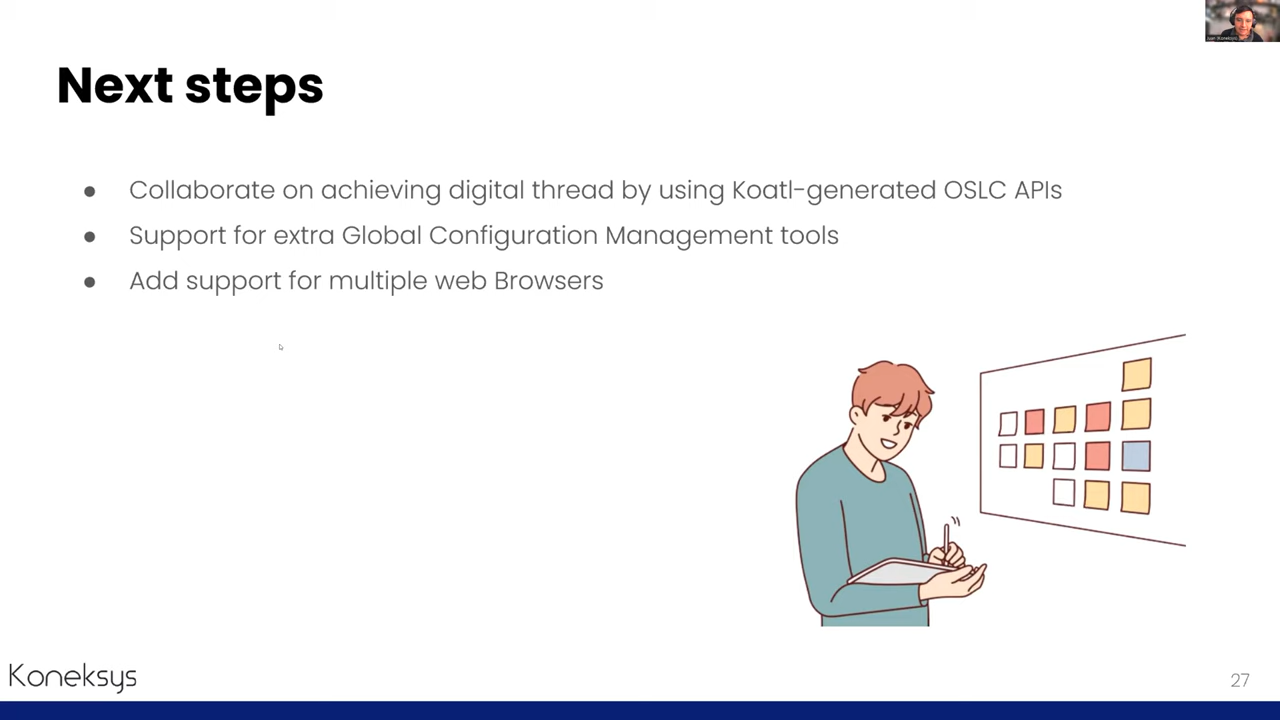 Next steps
● Collaborate on achieving digital thread by using Koatl-generated OSLC APIs
● Support for extra Global Configuration Management tools
● Add support for multiple web Browsers
Koneksys
27